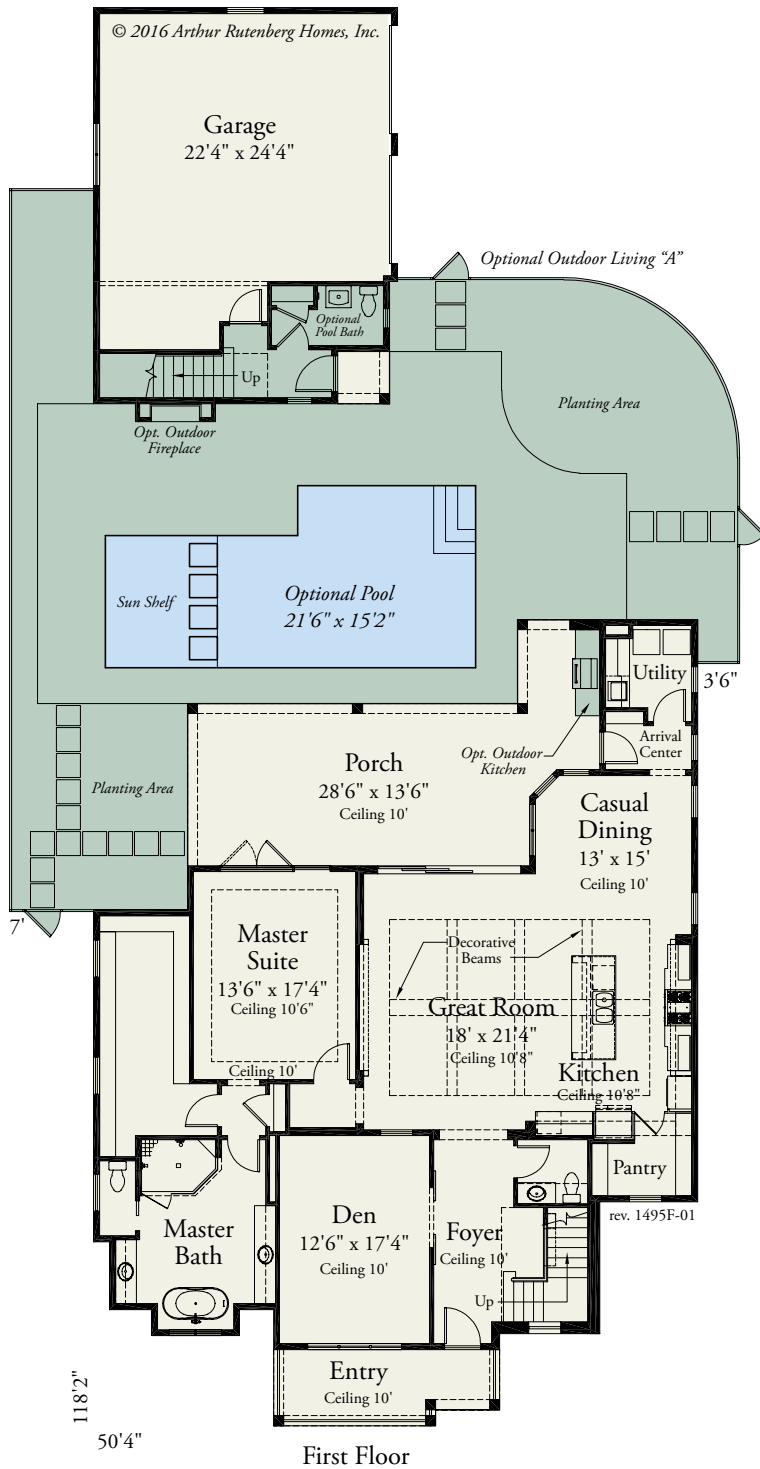 © 2016 Arthur Rutenberg Homes, Inc.
Garage
22'4" x 24'4"
Optional Outdoor Living “A”
Optional
Pool Bath
Up
Planting Area
Opt. Outdoor
Fireplace
Sun Shelf
Optional Pool
21'6" x 15'2"
Utility
3'6"
Arrival
Center
Opt. Outdoor
Kitchen
Porch
28'6" x 13'6"
Ceiling 10'
Planting Area
Casual
Dining
13' x 15'
Ceiling 10'
7'
Master
Suite
13'6" x 17'4"
Ceiling 10'6"
Ceiling 10'
Decorative
Beams
Great Room
18' x 21'4"
Ceiling 10'8"
Kitchen
Ceiling 10'8"
Pantry
rev. 1495F-01
Master
Bath
Den
12'6" x 17'4"
Ceiling 10'
Foyer
Ceiling 10'
Up
Entry
Ceiling 10'
118'2"
50'4"
First Floor